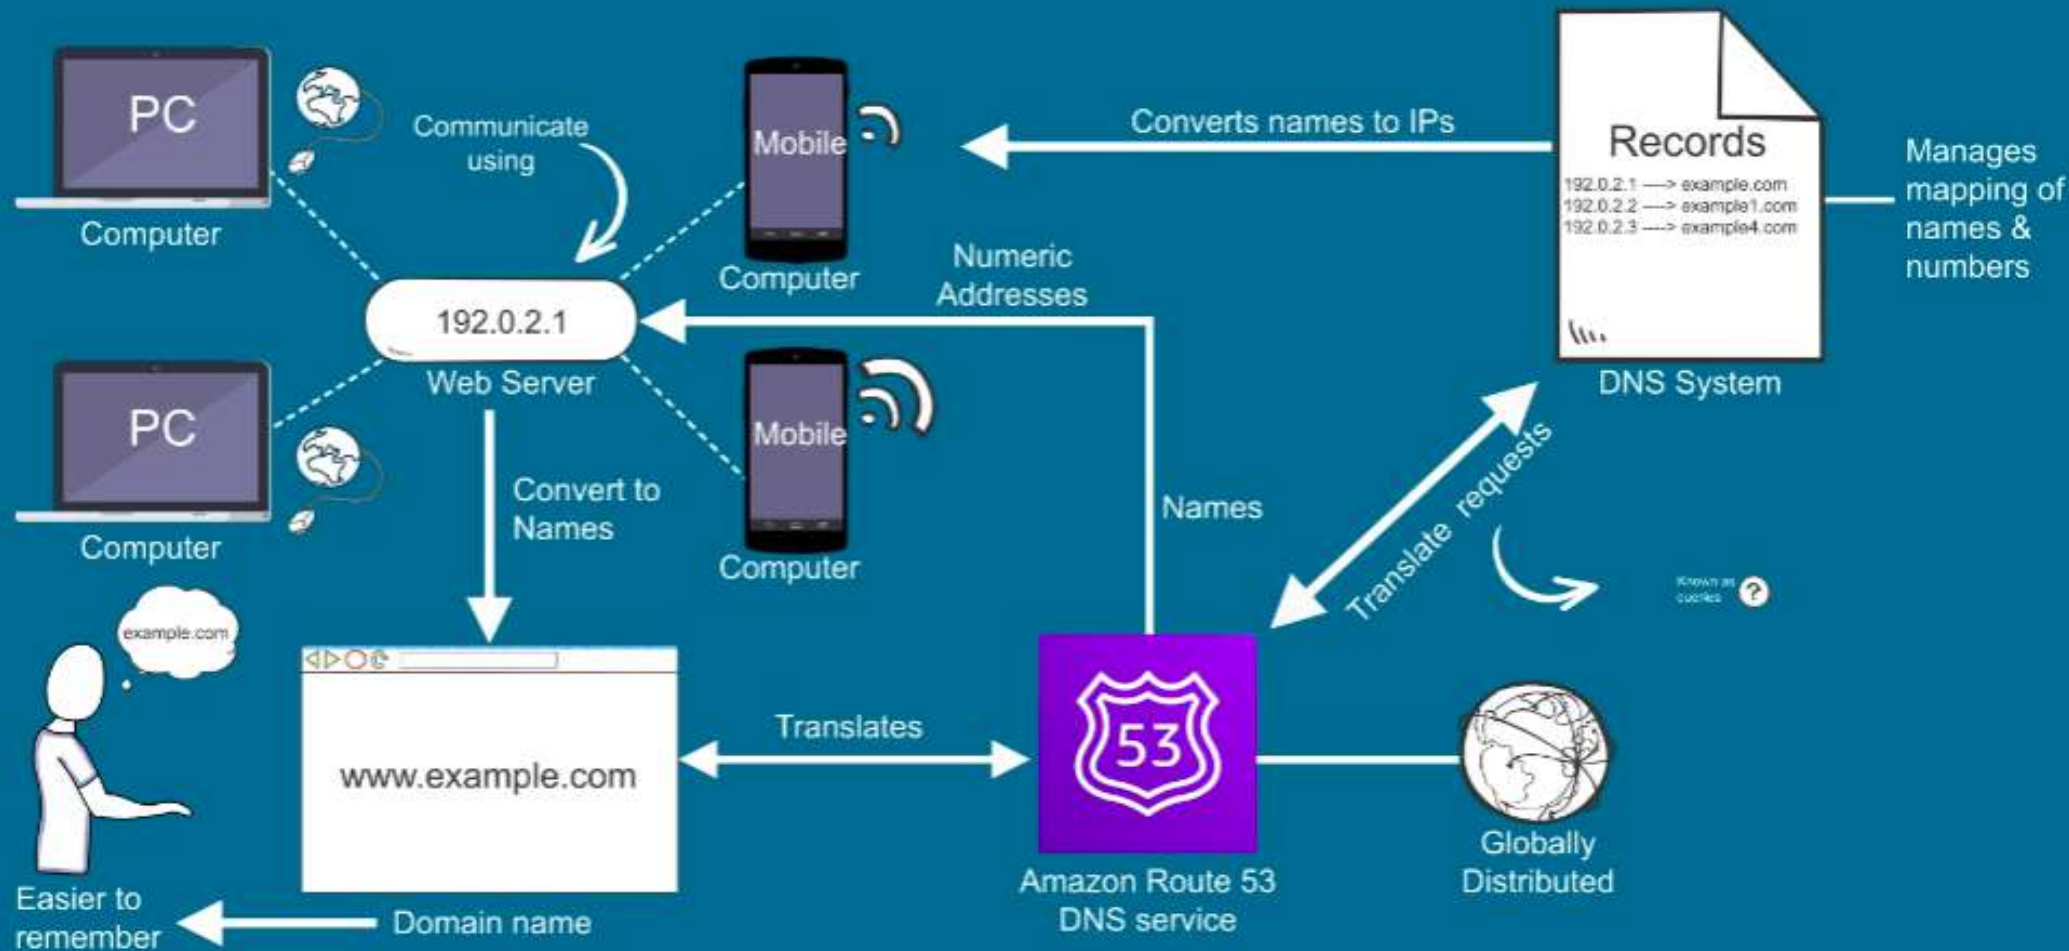 PC
Computer
Communicate
using
Mobile
Computer
Converts names to IPs
Records
192.0.2.1 ----> example.com
192.0.2.2 ----> example1.com
192.0.2.3 ----> example4.com
DNS System
Manages
mapping of
names &
numbers
192.0.2.1
Web Server
Numeric
Addresses
PC
Computer
Mobile
Computer
Convert to
Names
Names
Translate requests
Known as
queries
?
example.com
www.example.com
Translates
53
Amazon Route 53
DNS service
Globally
Distributed
Easier to
remember
Domain name